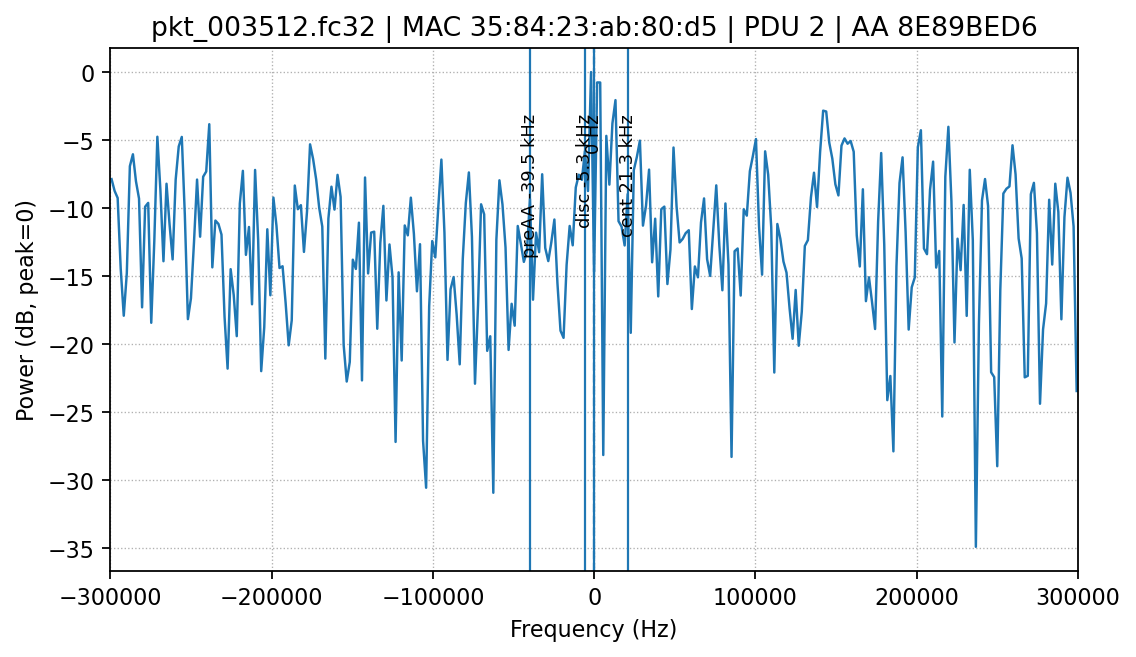 pkt_003512.fc32 | MAC 35:84:23:ab:80:d5 | PDU 2 | AA 8E89BED6
Power (dB, peak=0)
0
−5
−10
−15
−20
−25
−30
−35
preAA -39.5 kHz
disc -5.3 kHz
0 Hz
cent 21.3 kHz
−300000
−200000
−100000
0
100000
200000
300000
Frequency (Hz)